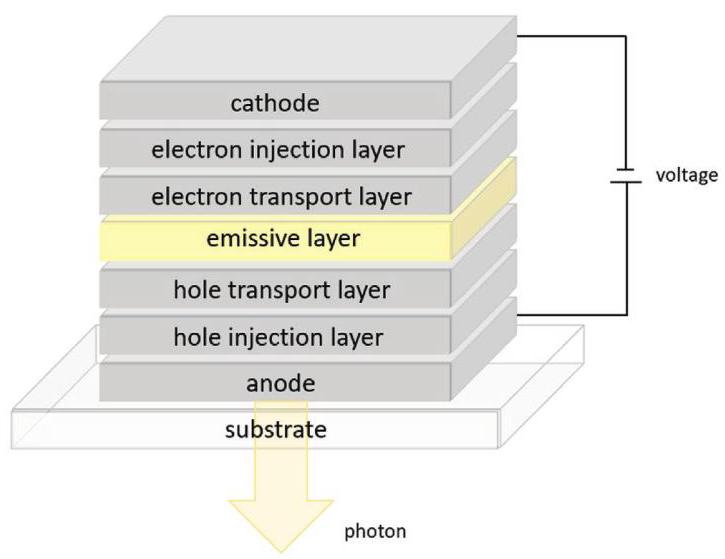 cathode
electron injection layer
electron transport layer
voltage
emissive layer
hole transport layer
hole injection layer
anode
substrate
photon